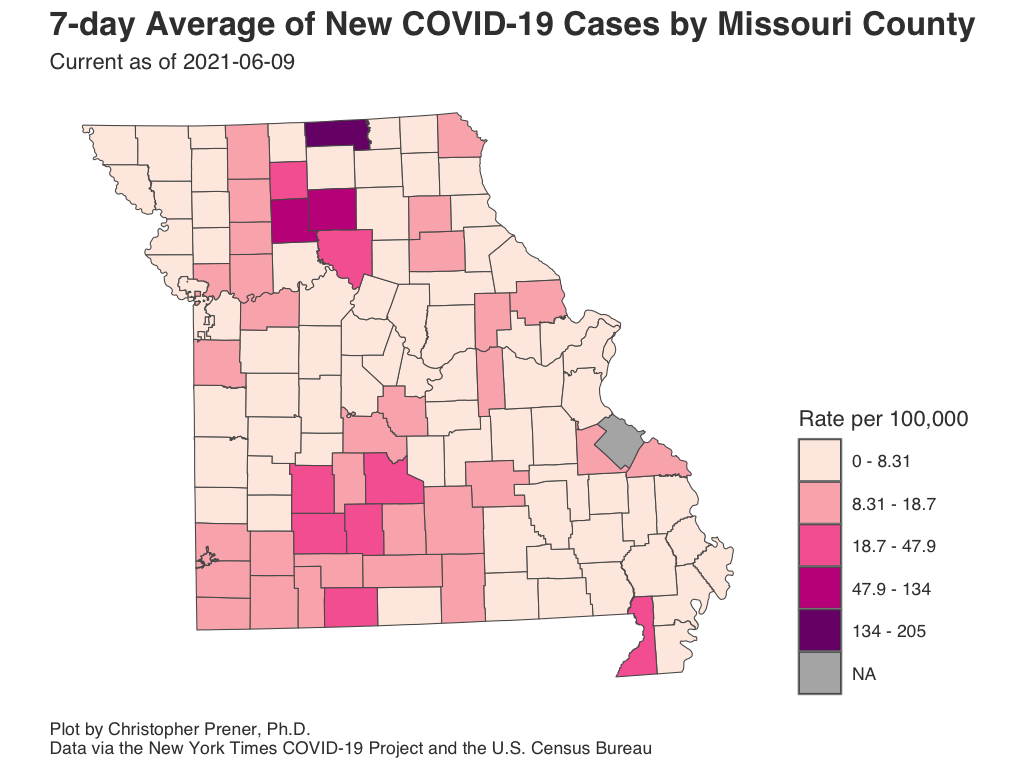 7-day Average of New COVID-19 Cases by Missouri County
Current as of 2021-06-09
Rate per 100,000
0 - 8.31
8.31 - 18.7
18.7 - 47.9
47.9 - 134
134 - 205
NA
Plot by Christopher Prener, Ph.D.
Data via the New York Times COVID-19 Project and the U.S. Census Bureau